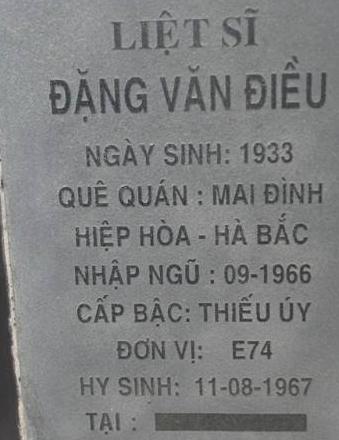 LIỆT SĨ
ĐẶNG VĂN ĐIỀU
NGÀY SINH: 1933
QUÊ QUÁN : MAI ĐÌNH
HIỆP HÒA - HÀ BẮC
NHẬP NGŨ : 09-1966
CẤP BẬC: THIẾU ÚY
ĐƠN VỊ: E74
HY SINH: 11-08-1967
TẠI :